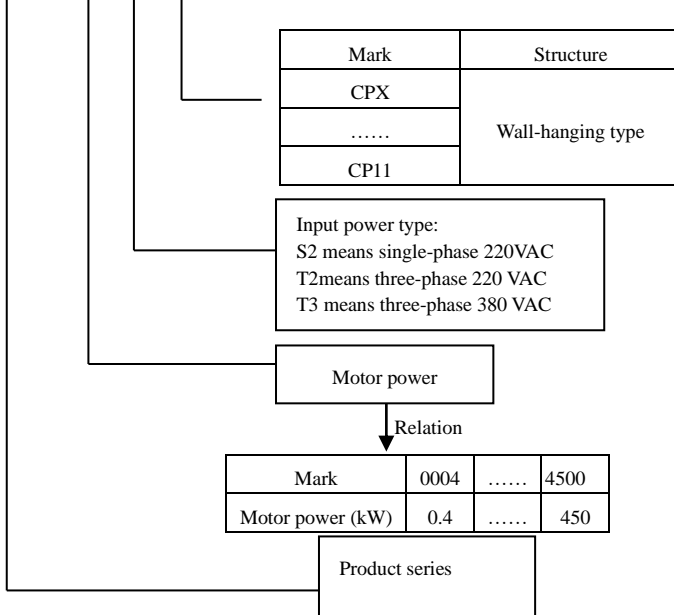 Mark Structure
CPX
……
Wall-hanging type
CP11
Input power type:
S2 means single-phase 220VAC
T2means three-phase 220 VAC
T3 means three-phase 380 VAC
Motor power
Relation
Mark 0004 …… 4500
Motor power (kW) 0.4 …… 450
Product series